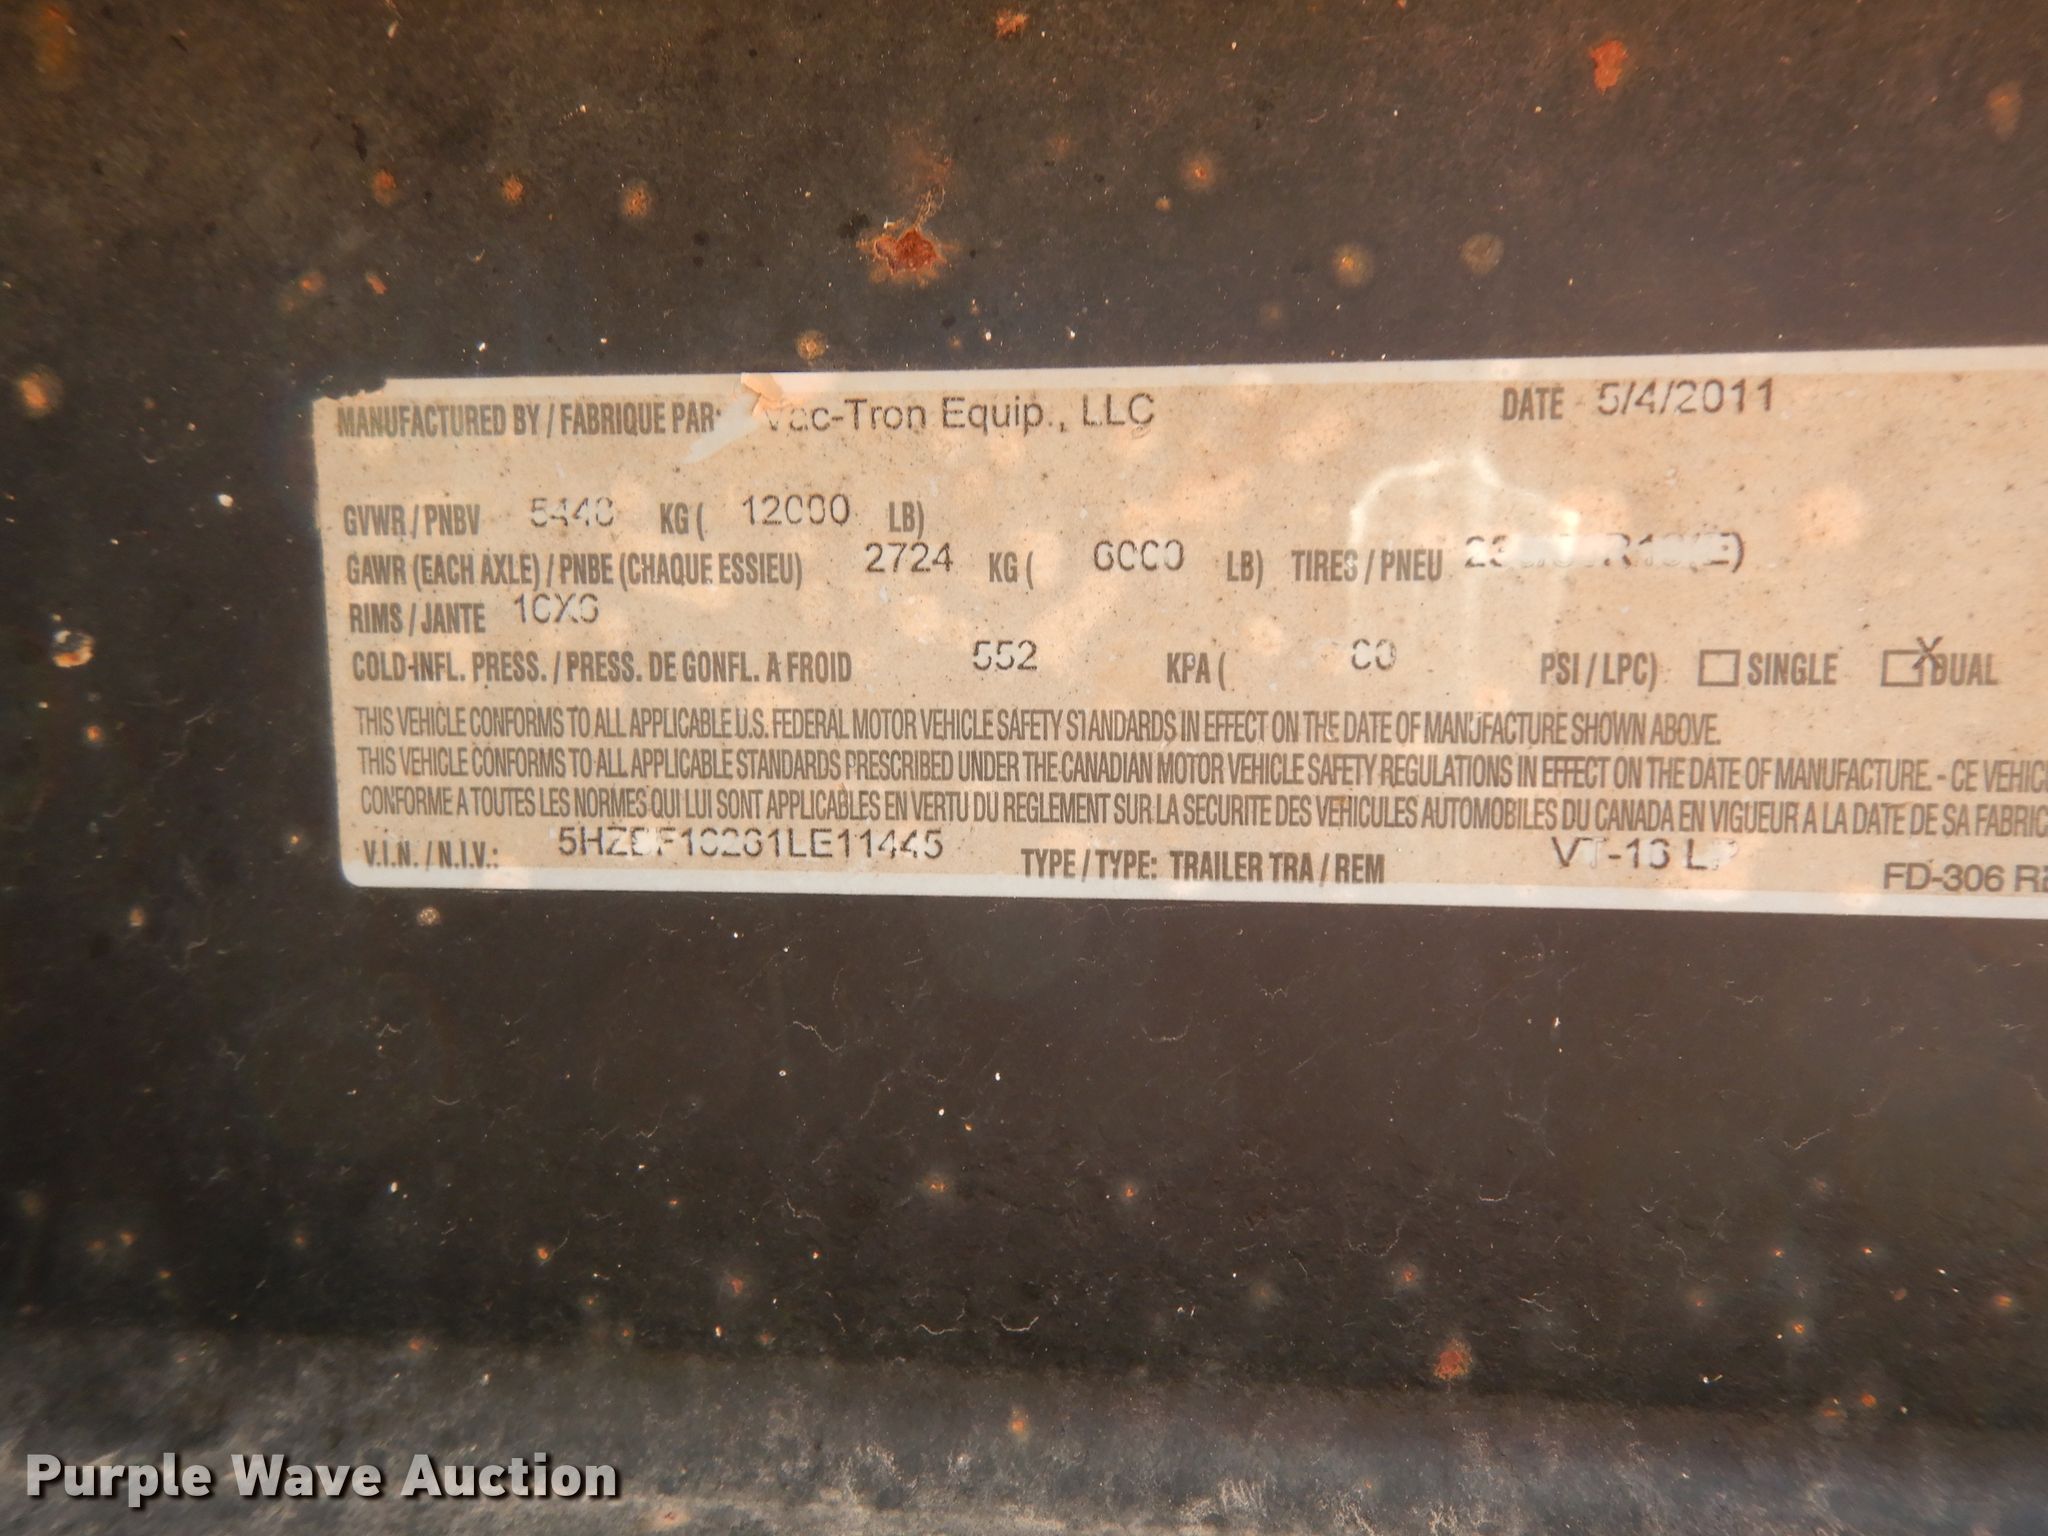 MANUFACTURED BY / FABRIQUE PAR: Vac-Tron Equip., LLC DATE 5/4/2011
GVWR / PNBV 5440 KG ( 12000 LB)
GAWR (EACH AXLE) / PNBE (CHAQUE ESSIEU) 2724 KG ( 6000 LB) TIRES / PNEU
RIMS / JANTE 16X6
COLD-INFL. PRESS. / PRESS. DE GONFL. A FROID 552 KPA ( 80 PSI / LPC) SINGLE X DUAL
THIS VEHICLE CONFORMS TO ALL APPLICABLE U.S. FEDERAL MOTOR VEHICLE SAFETY STANDARDS IN EFFECT ON THE DATE OF MANUFACTURE SHOWN ABOVE.
THIS VEHICLE CONFORMS TO ALL APPLICABLE STANDARDS PRESCRIBED UNDER THE CANADIAN MOTOR VEHICLE SAFETY REGULATIONS IN EFFECT ON THE DATE OF MANUFACTURE. - CE VEHIC
CONFORME A TOUTES LES NORMES QUI LUI SONT APPLICABLES EN VERTU DU REGLEMENT SUR LA SECURITE DES VEHICULES AUTOMOBILES DU CANADA EN VIGUEUR A LA DATE DE SA FABRIC
V.I.N. / N.I.V.: TYPE / TYPE: TRAILER TRA / REM FD-306 RE
Purple Wave Auction